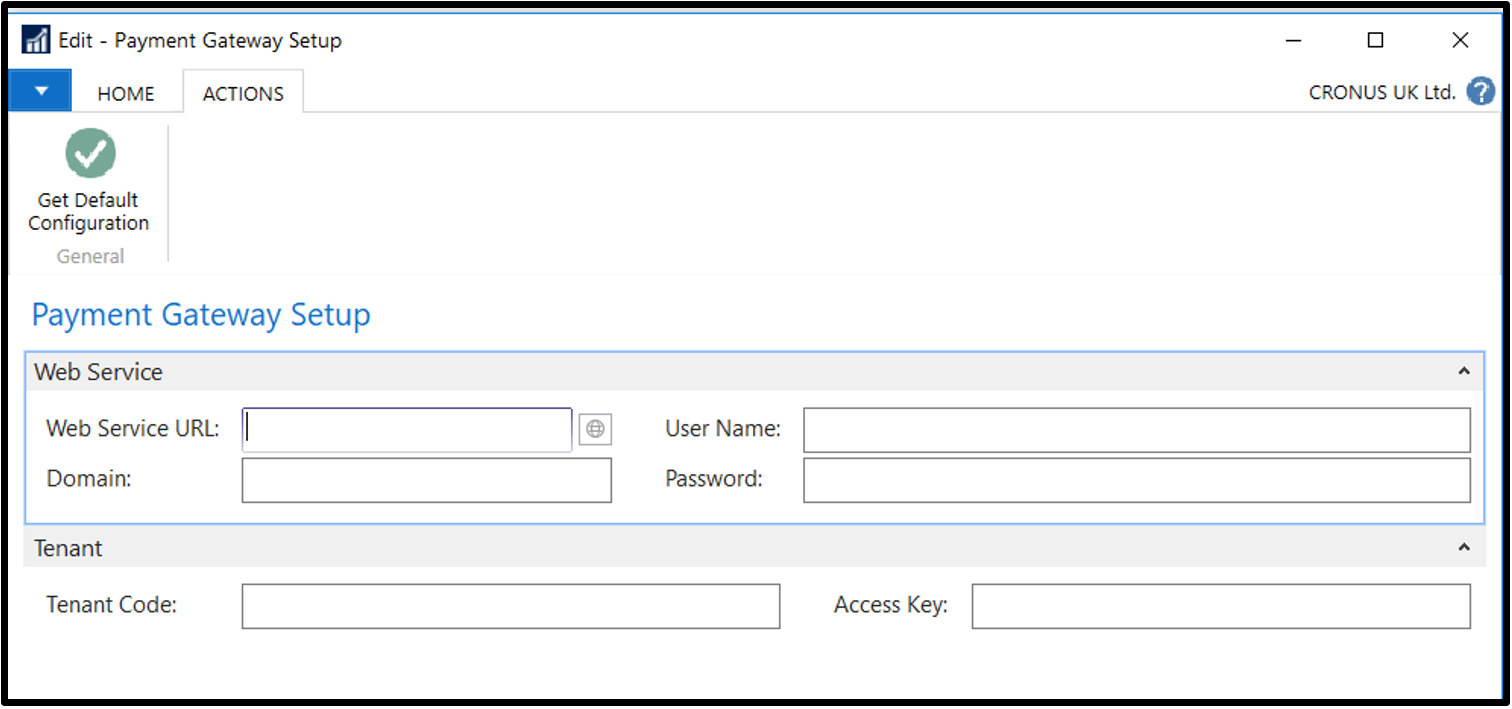 Edit - Payment Gateway Setup
HOME
ACTIONS
CRONUS UK Ltd.
?
Get Default
Configuration
General
Payment Gateway Setup
Web Service
Web Service URL:
User Name:
Domain:
Password:
Tenant
Tenant Code:
Access Key: